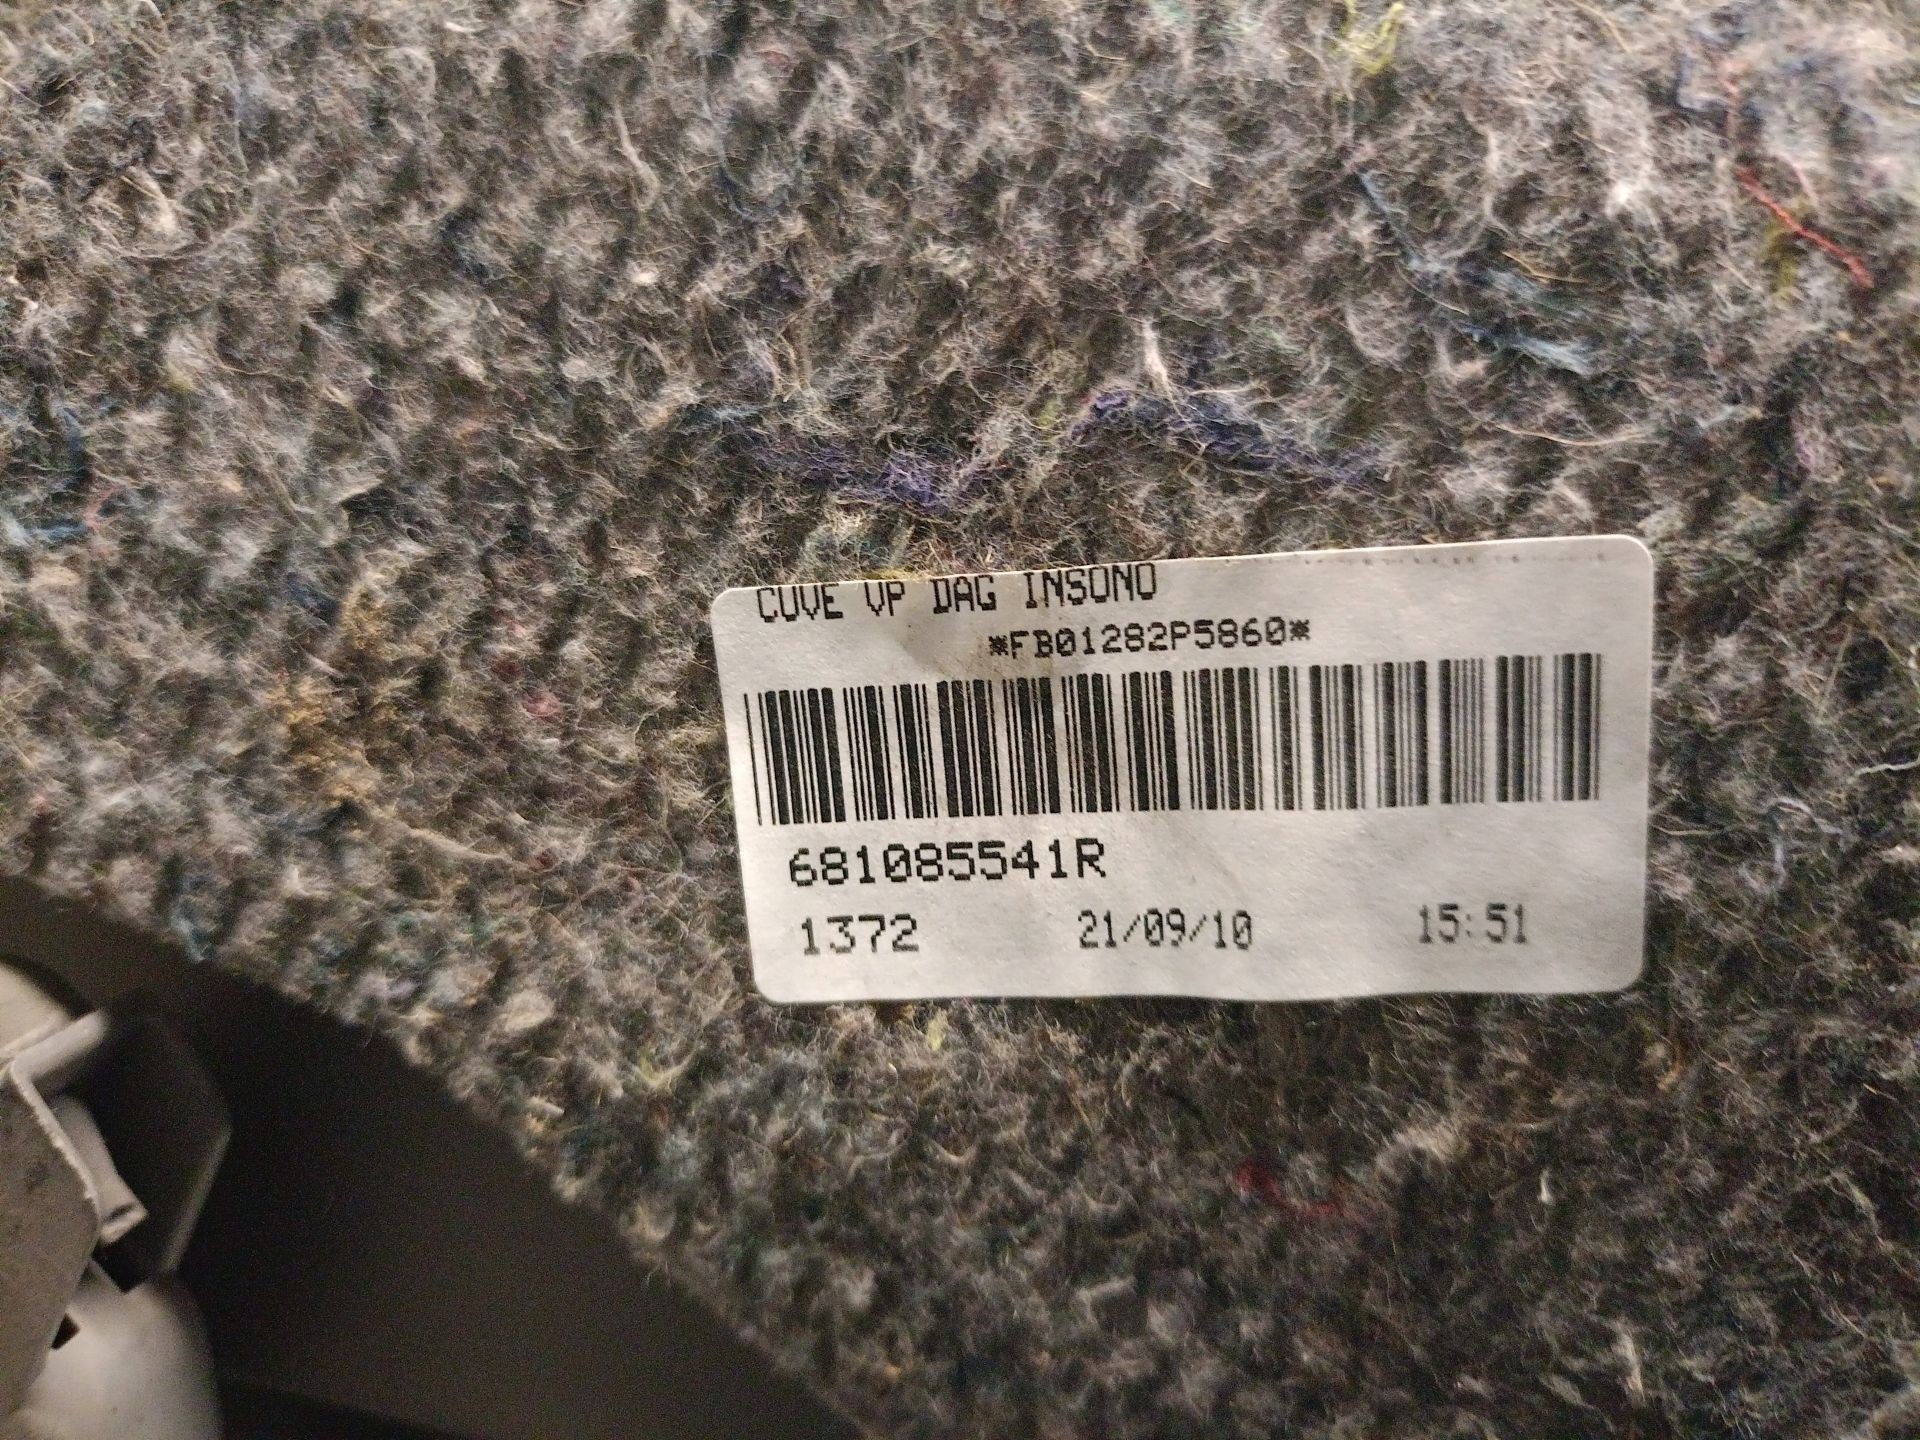 CUVE VP DAG INSONO
*FB01282P5860*
681085541R
1372 21/09/10 15:51